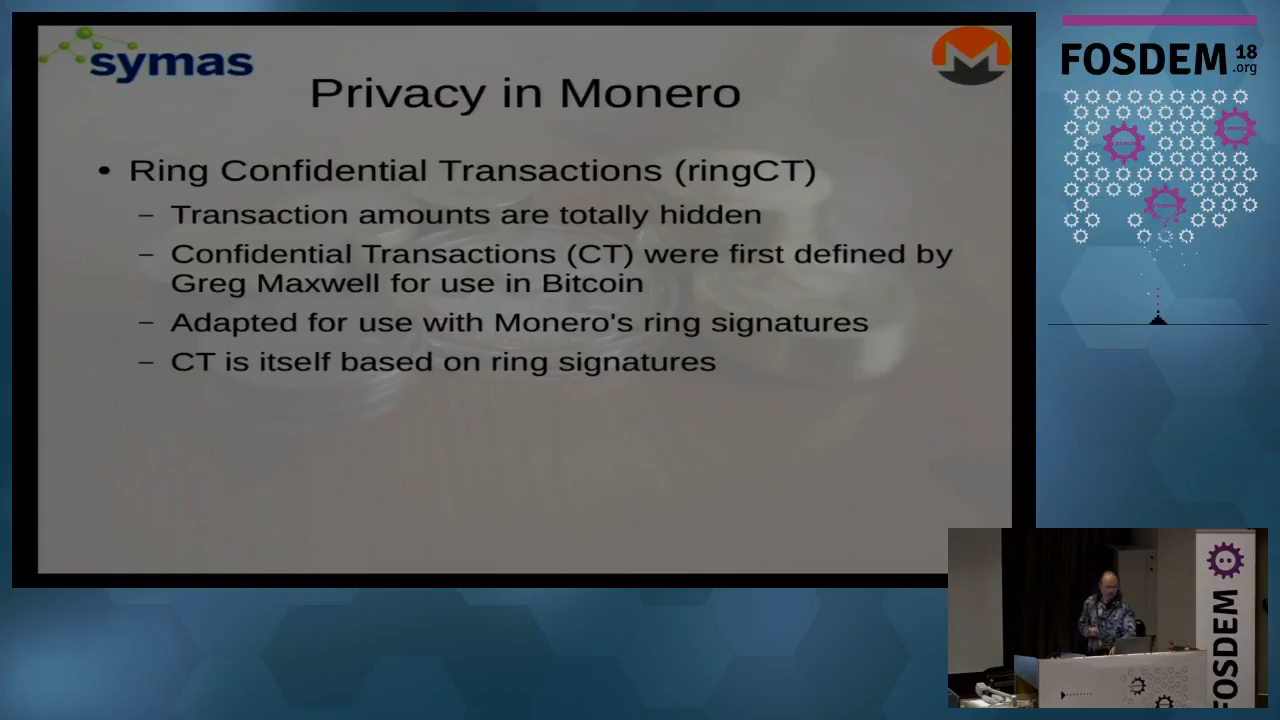 symas
Privacy in Monero
• Ring Confidential Transactions (ringCT)
– Transaction amounts are totally hidden
– Confidential Transactions (CT) were first defined by
Greg Maxwell for use in Bitcoin
– Adapted for use with Monero's ring signatures
– CT is itself based on ring signatures
FOSDEM 18
.org
FOSDEM